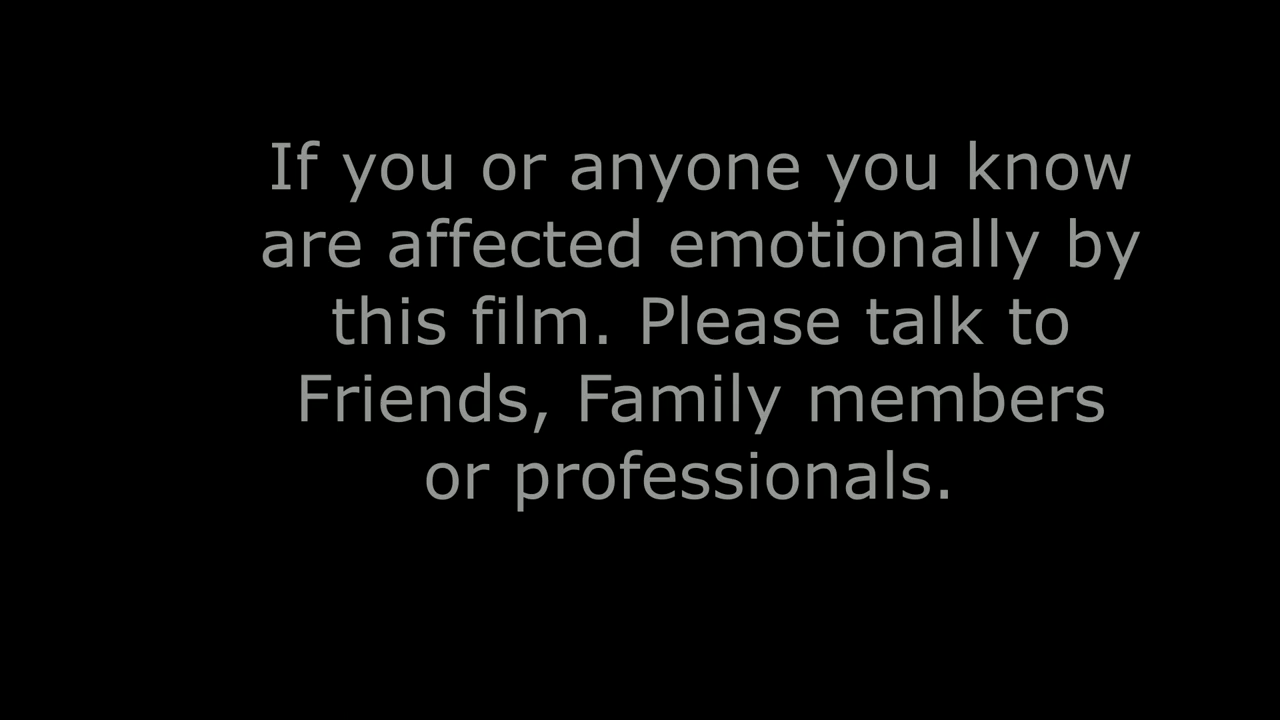 If you or anyone you know
are affected emotionally by
this film. Please talk to
Friends, Family members
or professionals.